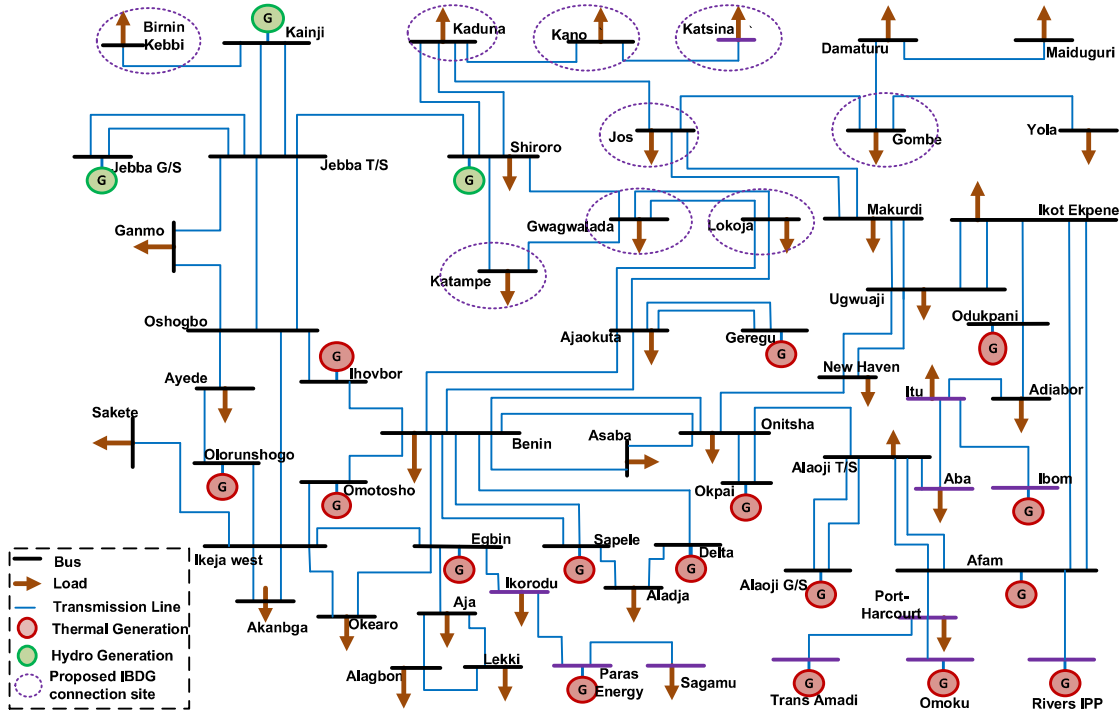 Birnin
Kebbi
Kainji
G
Kaduna
Kano
Katsina
Damaturu
Maiduguri
Jebba G/S
G
Jebba T/S
Shiroro
G
Jos
Gombe
Yola
Ganmo
Gwagwalada
Lokoja
Makurdi
Ikot Ekpene
Katampe
Ugwuaji
Oshogbo
Ajaokuta
Geregu
G
Odukpani
G
Ihovbor
G
Ayede
New Haven
Itu
Adiabor
Sakete
Benin
Asaba
Onitsha
Olorunshogo
G
Omotosho
G
Okpai
G
Alaoji T/S
Aba
Ibom
G
Ikeja west
Egbin
G
Sapele
G
Delta
G
Alaoji G/S
G
Afam
G
Akanbga
Okearo
Aja
Ikorodu
Aladja
Port-
Harcourt
Alagbon
Lekki
Paras
Energy
G
Sagamu
Trans Amadi
G
Omoku
G
Rivers IPP
G
Bus
Load
Transmission Line
G Thermal Generation
G Hydro Generation
Proposed IBDG
connection site